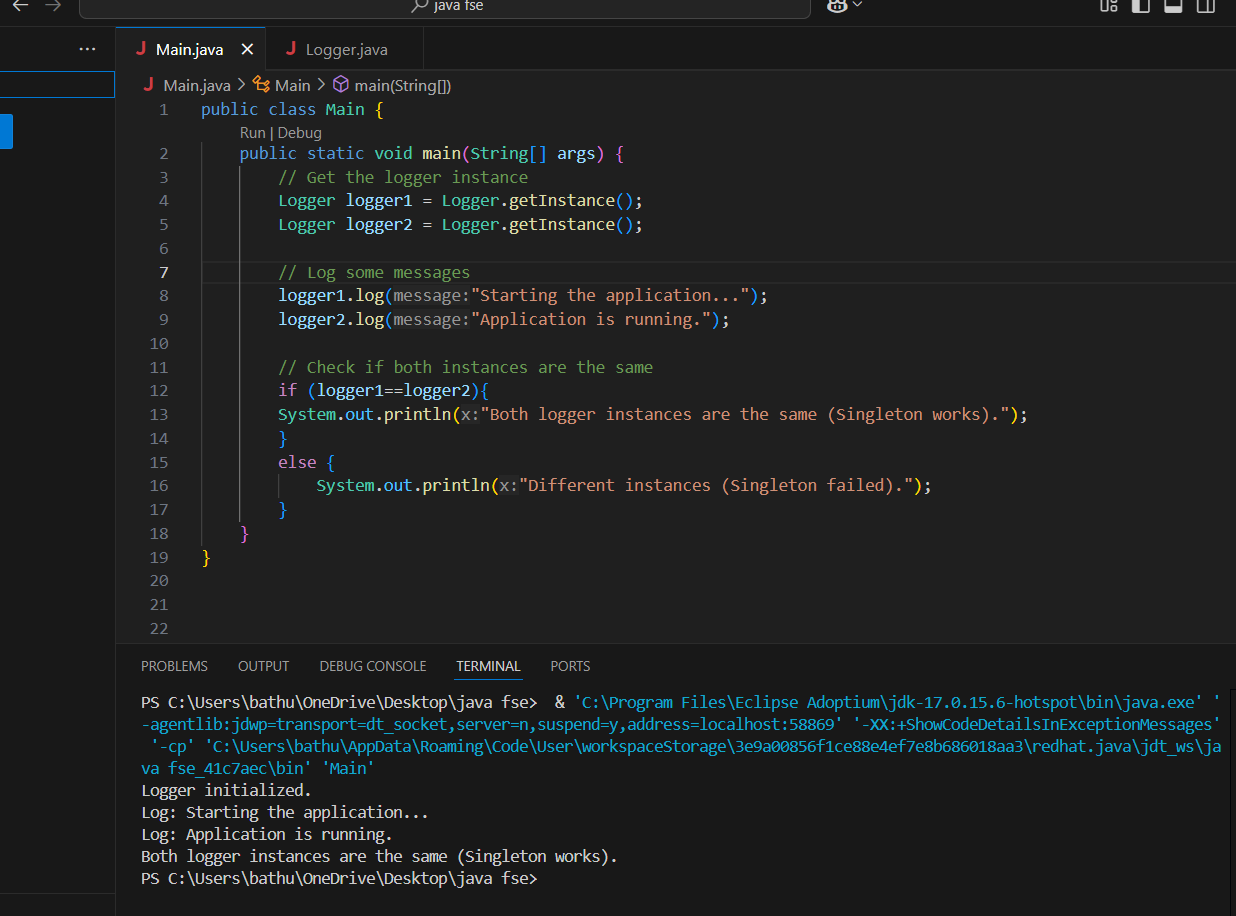 java fse
...
J Main.java ×
J Logger.java
J Main.java > Main > main(String[])
1 public class Main {
Run | Debug
2 public static void main(String[] args) {
3 // Get the logger instance
4 Logger logger1 = Logger.getInstance();
5 Logger logger2 = Logger.getInstance();
6
7 // Log some messages
8 logger1.log(message:"Starting the application...");
9 logger2.log(message:"Application is running.");
10
11 // Check if both instances are the same
12 if (logger1==logger2){
13 System.out.println(x:"Both logger instances are the same (Singleton works).");
14 }
15 else {
16 System.out.println(x:"Different instances (Singleton failed).");
17 }
18 }
19 }
20
21
22
PROBLEMS OUTPUT DEBUG CONSOLE TERMINAL PORTS
PS C:\Users\bathu\OneDrive\Desktop\java fse>  & 'C:\Program Files\Eclipse Adoptium\jdk-17.0.15.6-hotspot\bin\java.exe' '
-agentlib:jdwp=transport=dt_socket,server=n,suspend=y,address=localhost:58869' '-XX:+ShowCodeDetailsInExceptionMessages'
'-cp' 'C:\Users\bathu\AppData\Roaming\Code\User\workspaceStorage\3e9a00856f1ce88e4ef7e8b686018aa3\redhat.java\jdt_ws\ja
va fse_41c7aec\bin' 'Main'
Logger initialized.
Log: Starting the application...
Log: Application is running.
Both logger instances are the same (Singleton works).
PS C:\Users\bathu\OneDrive\Desktop\java fse>